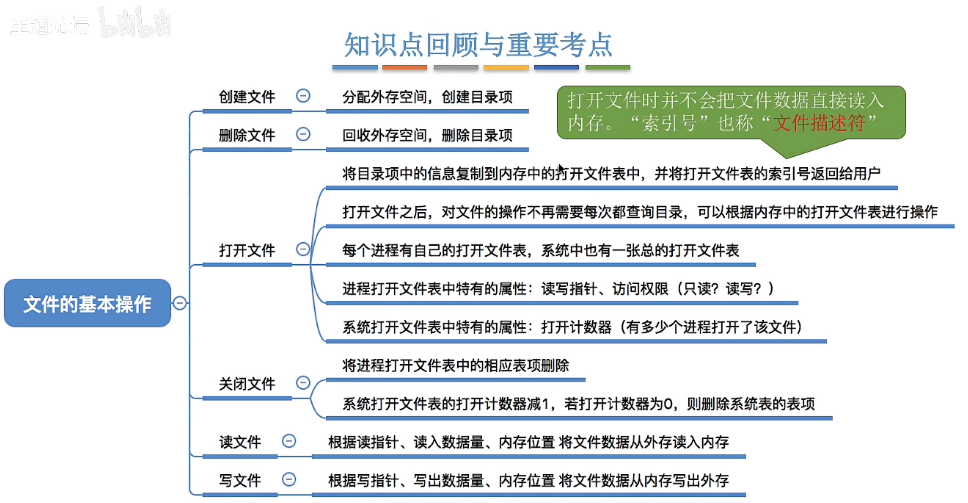 主道论坛 bilibili
知识点回顾与重要考点
打开文件时并不会把文件数据直接读入
内存。“索引号”也称“文件描述符”
文件的基本操作
创建文件
分配外存空间，创建目录项
删除文件
回收外存空间，删除目录项
打开文件
将目录项中的信息复制到内存中的打开文件表中，并将打开文件表的索引号返回给用户
打开文件之后，对文件的操作不再需要每次都查询目录，可以根据内存中的打开文件表进行操作
每个进程有自己的打开文件表，系统中也有一张总的打开文件表
进程打开文件表中特有的属性：读写指针、访问权限（只读？读写？）
系统打开文件表中特有的属性：打开计数器（有多少个进程打开了该文件）
关闭文件
将进程打开文件表中的相应表项删除
系统打开文件表的打开计数器减1，若打开计数器为0，则删除系统表的表项
读文件
根据读指针、读入数据量、内存位置 将文件数据从外存读入内存
写文件
根据写指针、写出数据量、内存位置 将文件数据从内存写出外存